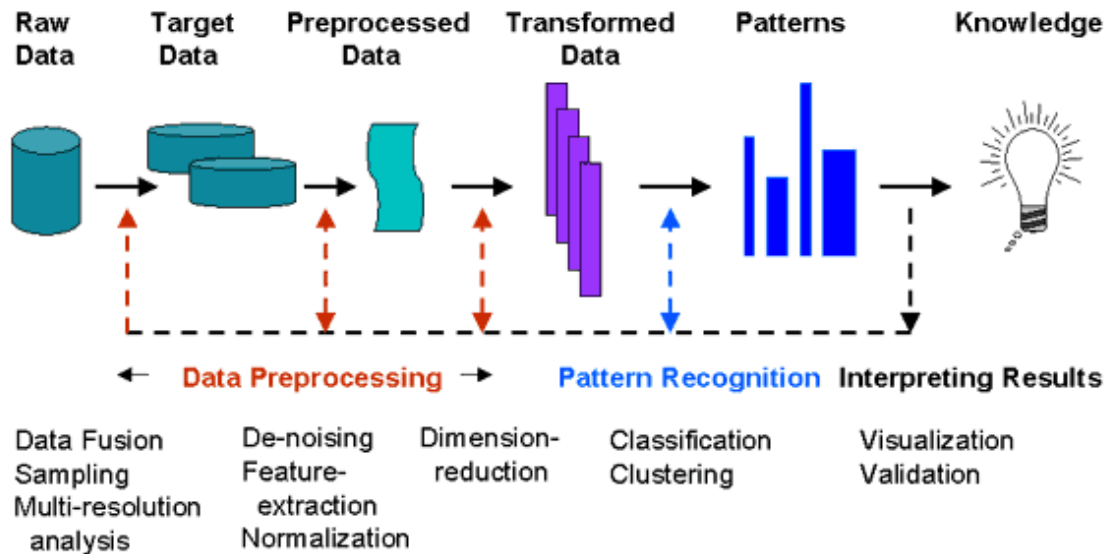 Raw Data
Target Data
Preprocessed Data
Transformed Data
Patterns
Knowledge
Data Preprocessing
Pattern Recognition
Interpreting Results
Data Fusion
Sampling
Multi-resolution
analysis
De-noising
Feature-
extraction
Normalization
Dimension-
reduction
Classification
Clustering
Visualization
Validation